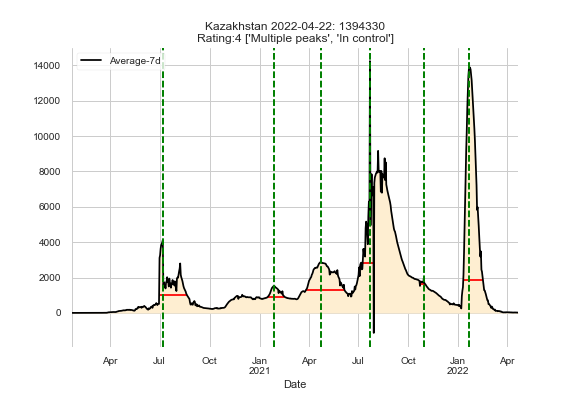 Kazakhstan 2022-04-22: 1394330
Rating:4 ['Multiple peaks', 'In control']
Average-7d
14000
12000
10000
8000
6000
4000
2000
0
Apr Jul Oct Jan Apr Jul Oct Jan Apr
2021 2022
Date